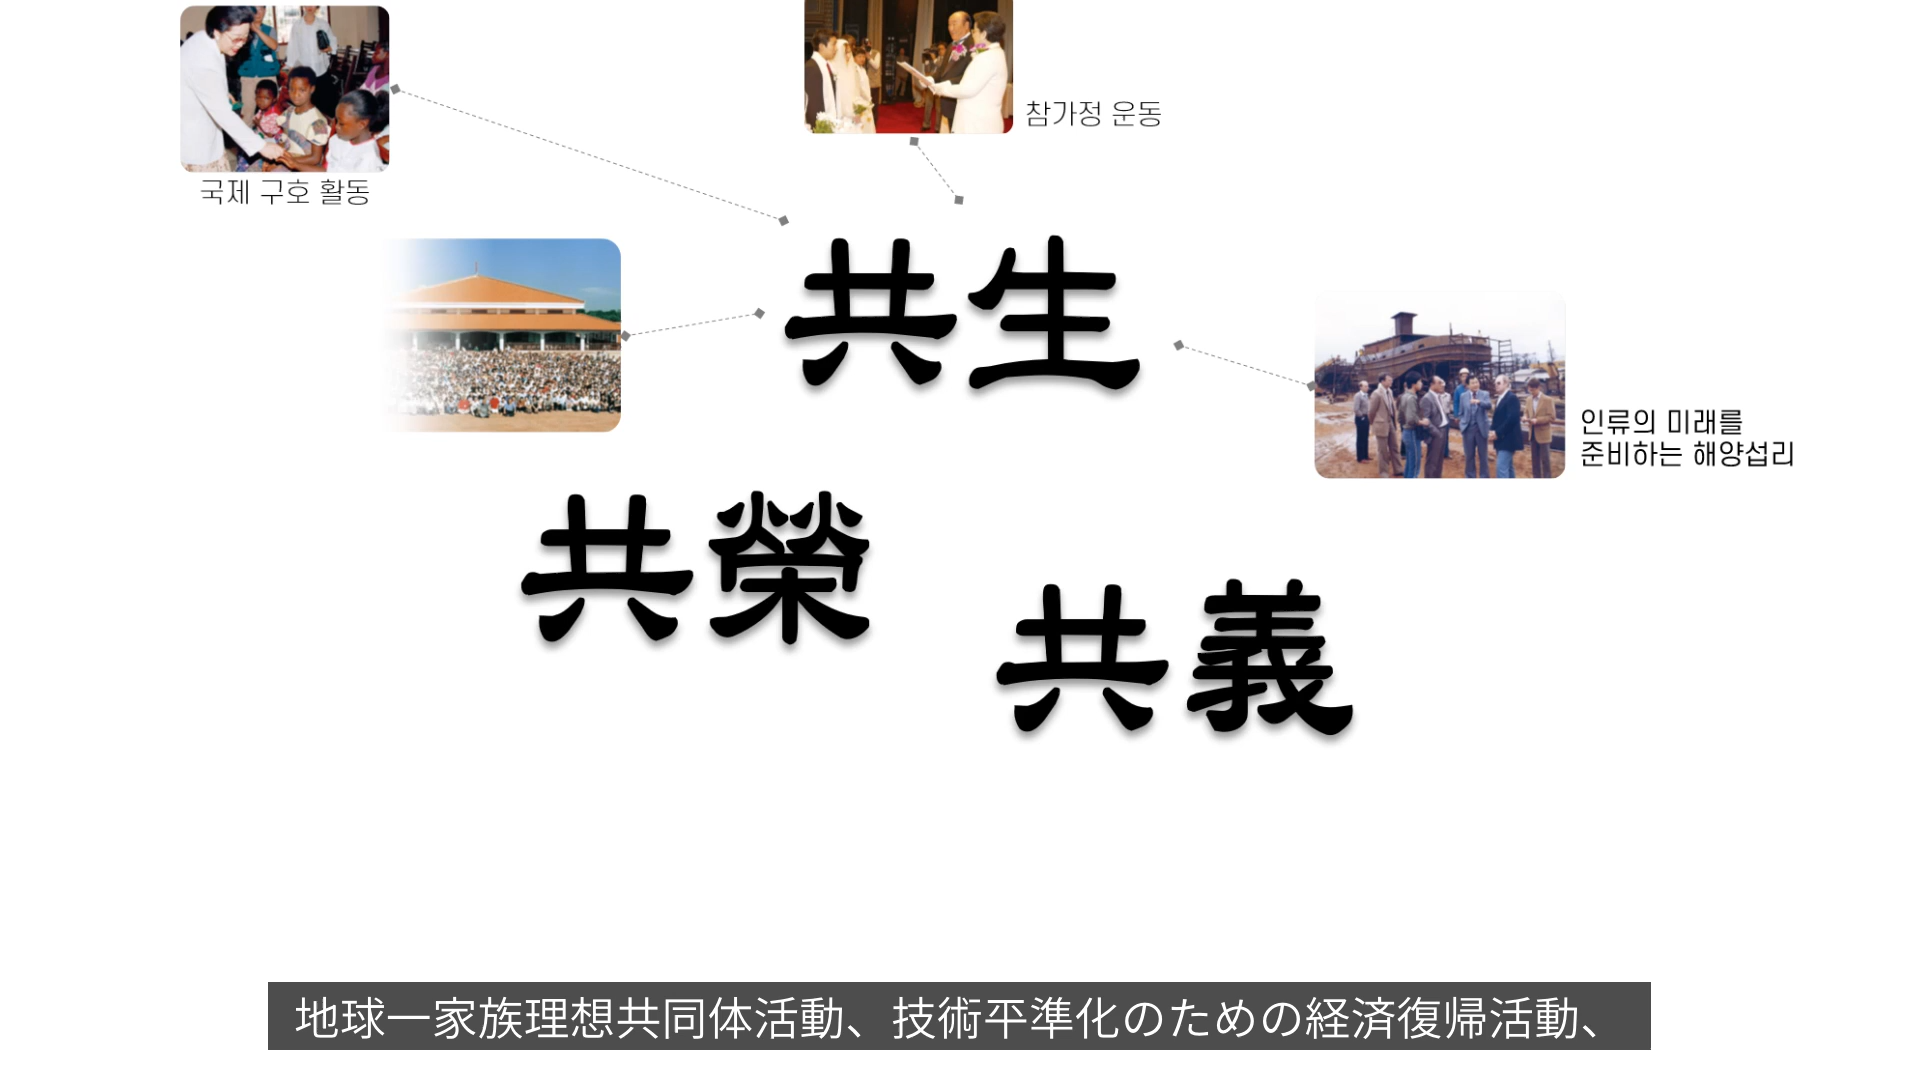 참가정 운동
국제 구호 활동
共生
인류의 미래를
준비하는 해양섭리
共榮
共義
地球一家族理想共同体活動、技術平準化のための経済復帰活動、